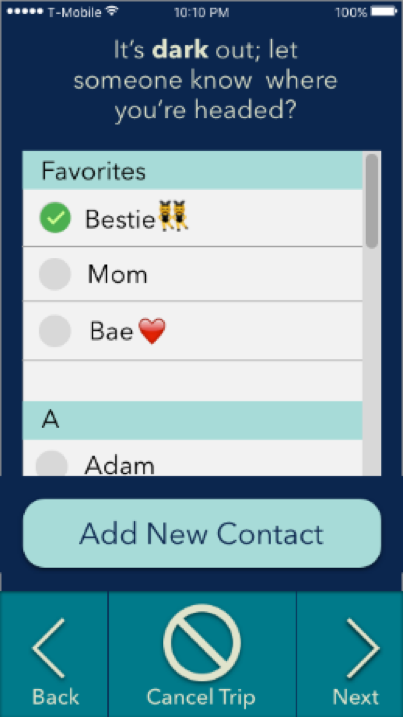 T-Mobile 10:10 PM 100%
It's dark out; let
someone know where
you're headed?
Favorites
Bestie👯
Mom
Bae❤️
A
Adam
Add New Contact
Back Cancel Trip Next